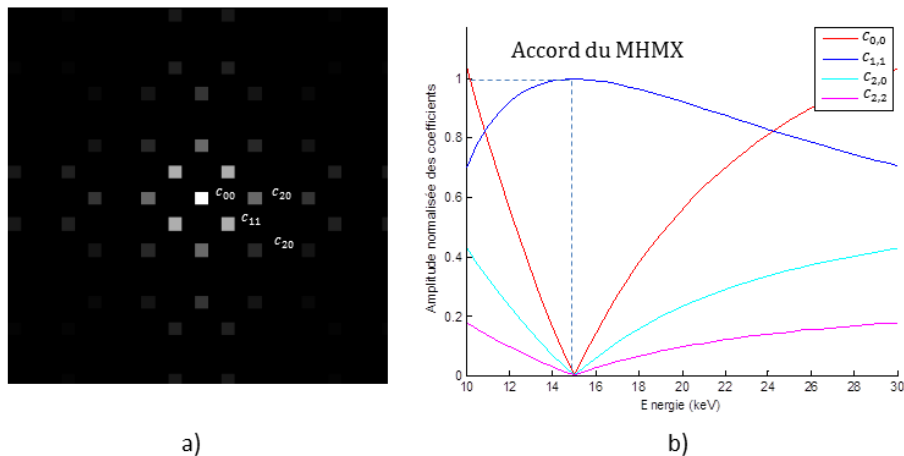 c00
c20
c11
c20
a)
Accord du MHMX
c0,0
c1,1
c2,0
c2,2
Amplitude normalisée des coefficients
1
0.8
0.6
0.4
0.2
0
10 12 14 16 18 20 22 24 26 28 30
Energie (keV)
b)